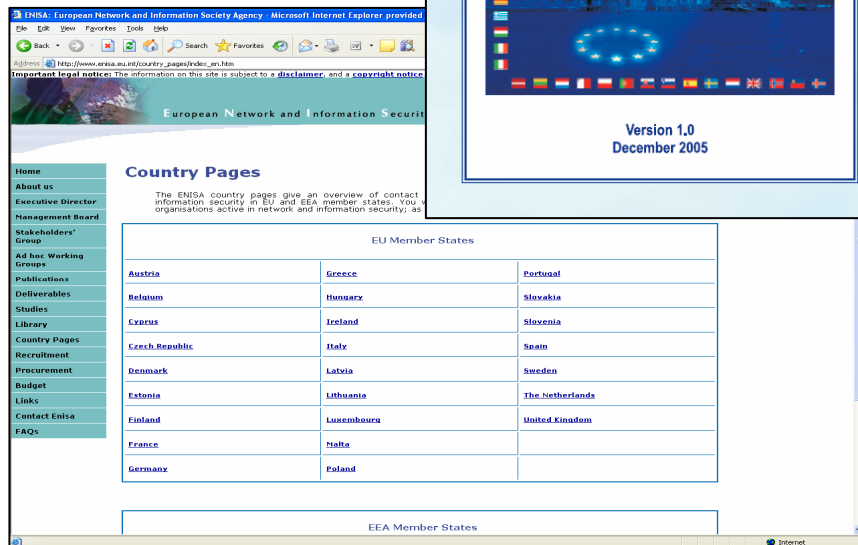 ENISA: European Network and Information Society Agency - Microsoft Internet Explorer provided
File Edit View Favorites Tools Help
Back Search Favorites
Address http://www.enisa.eu.int/country_pages/index_en.htm
Important legal notice: The information on this site is subject to a disclaimer, and a copyright notice
European Network and Information Securit
Version 1.0
December 2005
Home
About us
Executive Director
Management Board
Stakeholders'
Group
Ad hoc Working
Groups
Publications
Deliverables
Studies
Library
Country Pages
Recruitment
Procurement
Budget
Links
Contact Enisa
FAQs
Country Pages
The ENISA country pages give an overview of contact
information security in EU and EEA member states. You w
organisations active in network and information security; as
EU Member States
Austria Greece Portugal
Belgium Hungary Slovakia
Cyprus Ireland Slovenia
Czech Republic Italy Spain
Denmark Latvia Sweden
Estonia Lithuania The Netherlands
Finland Luxembourg United Kingdom
France Malta
Germany Poland
EEA Member States
Internet